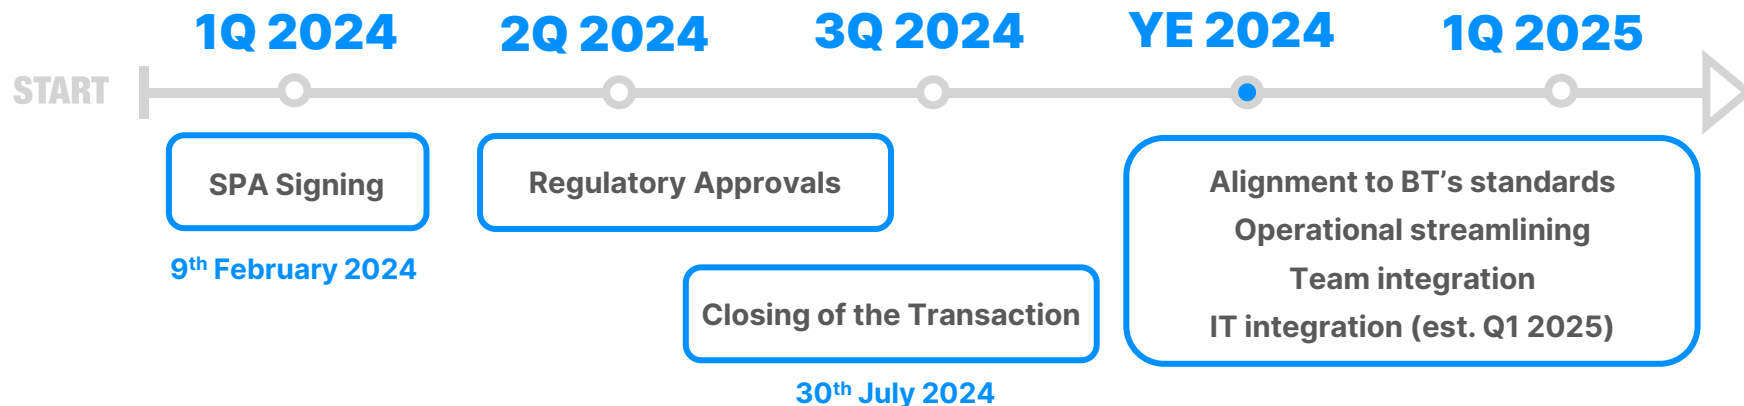 1Q 2024
2Q 2024
3Q 2024
YE 2024
1Q 2025
START
SPA Signing
9th February 2024
Regulatory Approvals
Closing of the Transaction
30th July 2024
Alignment to BT’s standards
Operational streamlining
Team integration
IT integration (est. Q1 2025)